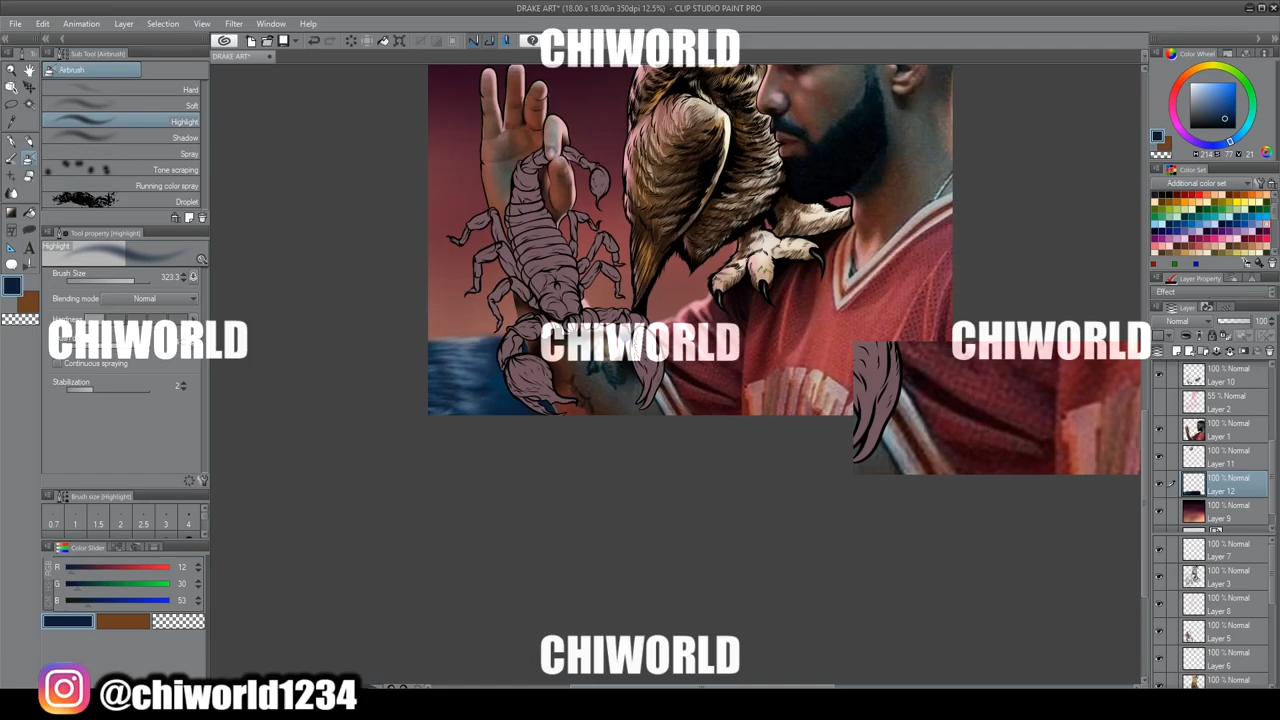 DRAKE ART* (18.00 x 18.00in 350dpi 12.5%) - CLIP STUDIO PAINT PRO
File Edit Animation Layer Selection View Filter Window Help
CHIWORLD
DRAKE ART*
Sub Tool [Airbrush]
Airbrush
Hard
Soft
Highlight
Shadow
Spray
Tone scraping
Running color spray
Droplet
Tool property [Highlight]
Highlight
Brush Size 323.3
Blending mode Normal
Hardness
CHIWORLD
CHIWORLD
CHIWORLD
Continuous spraying
Stabilization 2
Brush size [Highlight]
0.7 1 1.5 2 2.5 3 4
Color Slider
R 12
G 30
B 53
Color Wheel
H 214 S 77 V 21
Color Set
Additional color set
Layer Property
Effect
Layer
Normal 100
100 % Normal
Layer 10
55 % Normal
Layer 2
100 % Normal
Layer 1
100 % Normal
Layer 11
100 % Normal
Layer 12
100 % Normal
Layer 9
100 % Normal
Layer 7
100 % Normal
Layer 3
100 % Normal
Layer 8
100 % Normal
Layer 5
100 % Normal
Layer 6
100 % Normal
CHIWORLD
@chiworld1234